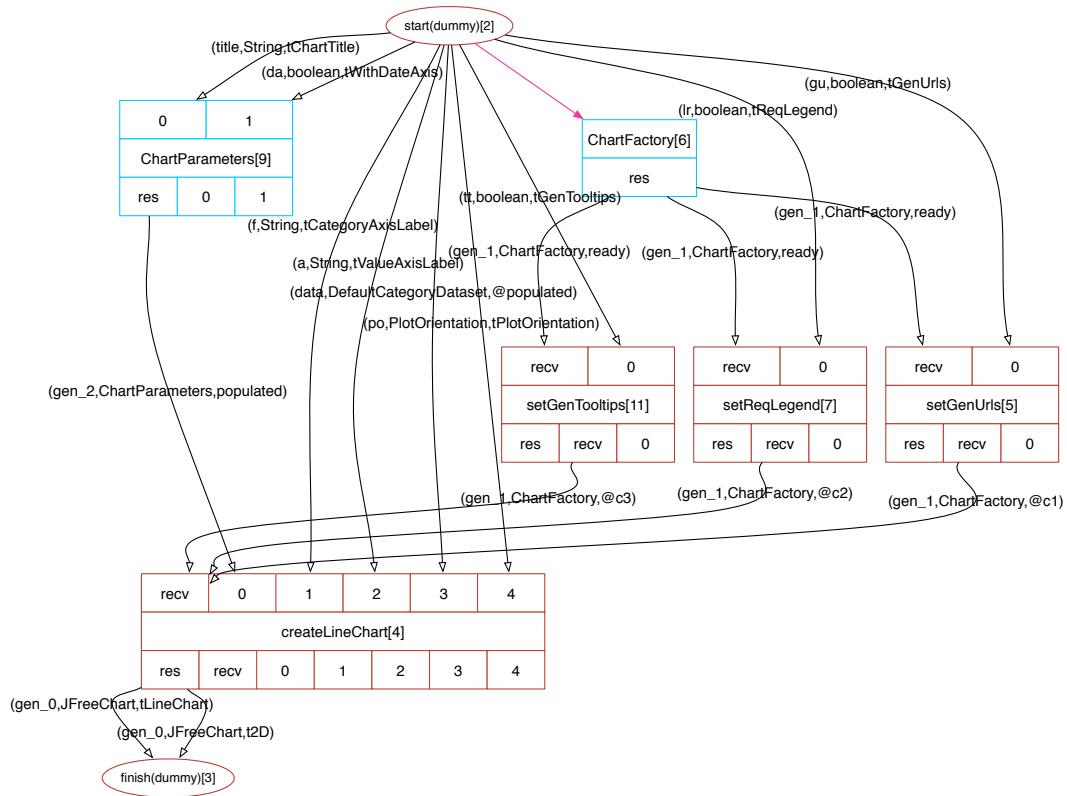 start(dummy)[2]
(title,String,tChartTitle)
(da,boolean,tWithDateAxis)
(gu,boolean,tGenUrls)
(lr,boolean,tReqLegend)
0 1
ChartParameters[9]
res 0 1
ChartFactory[6]
res
(tt,boolean,tGenTooltips)
(f,String,tCategoryAxisLabel)
(gen_1,ChartFactory,ready)
(gen_1,ChartFactory,ready)
(gen_1,ChartFactory,ready)
(a,String,tValueAxisLabel)
(data,DefaultCategoryDataset,@populated)
(po,PlotOrientation,tPlotOrientation)
(gen_2,ChartParameters,populated)
recv 0
setGenTooltips[11]
res recv 0
recv 0
setReqLegend[7]
res recv 0
recv 0
setGenUrls[5]
res recv 0
(gen_1,ChartFactory,@c3)
(gen_1,ChartFactory,@c2)
(gen_1,ChartFactory,@c1)
recv 0 1 2 3 4
createLineChart[4]
res recv 0 1 2 3 4
(gen_0,JFreeChart,tLineChart)
(gen_0,JFreeChart,t2D)
finish(dummy)[3]